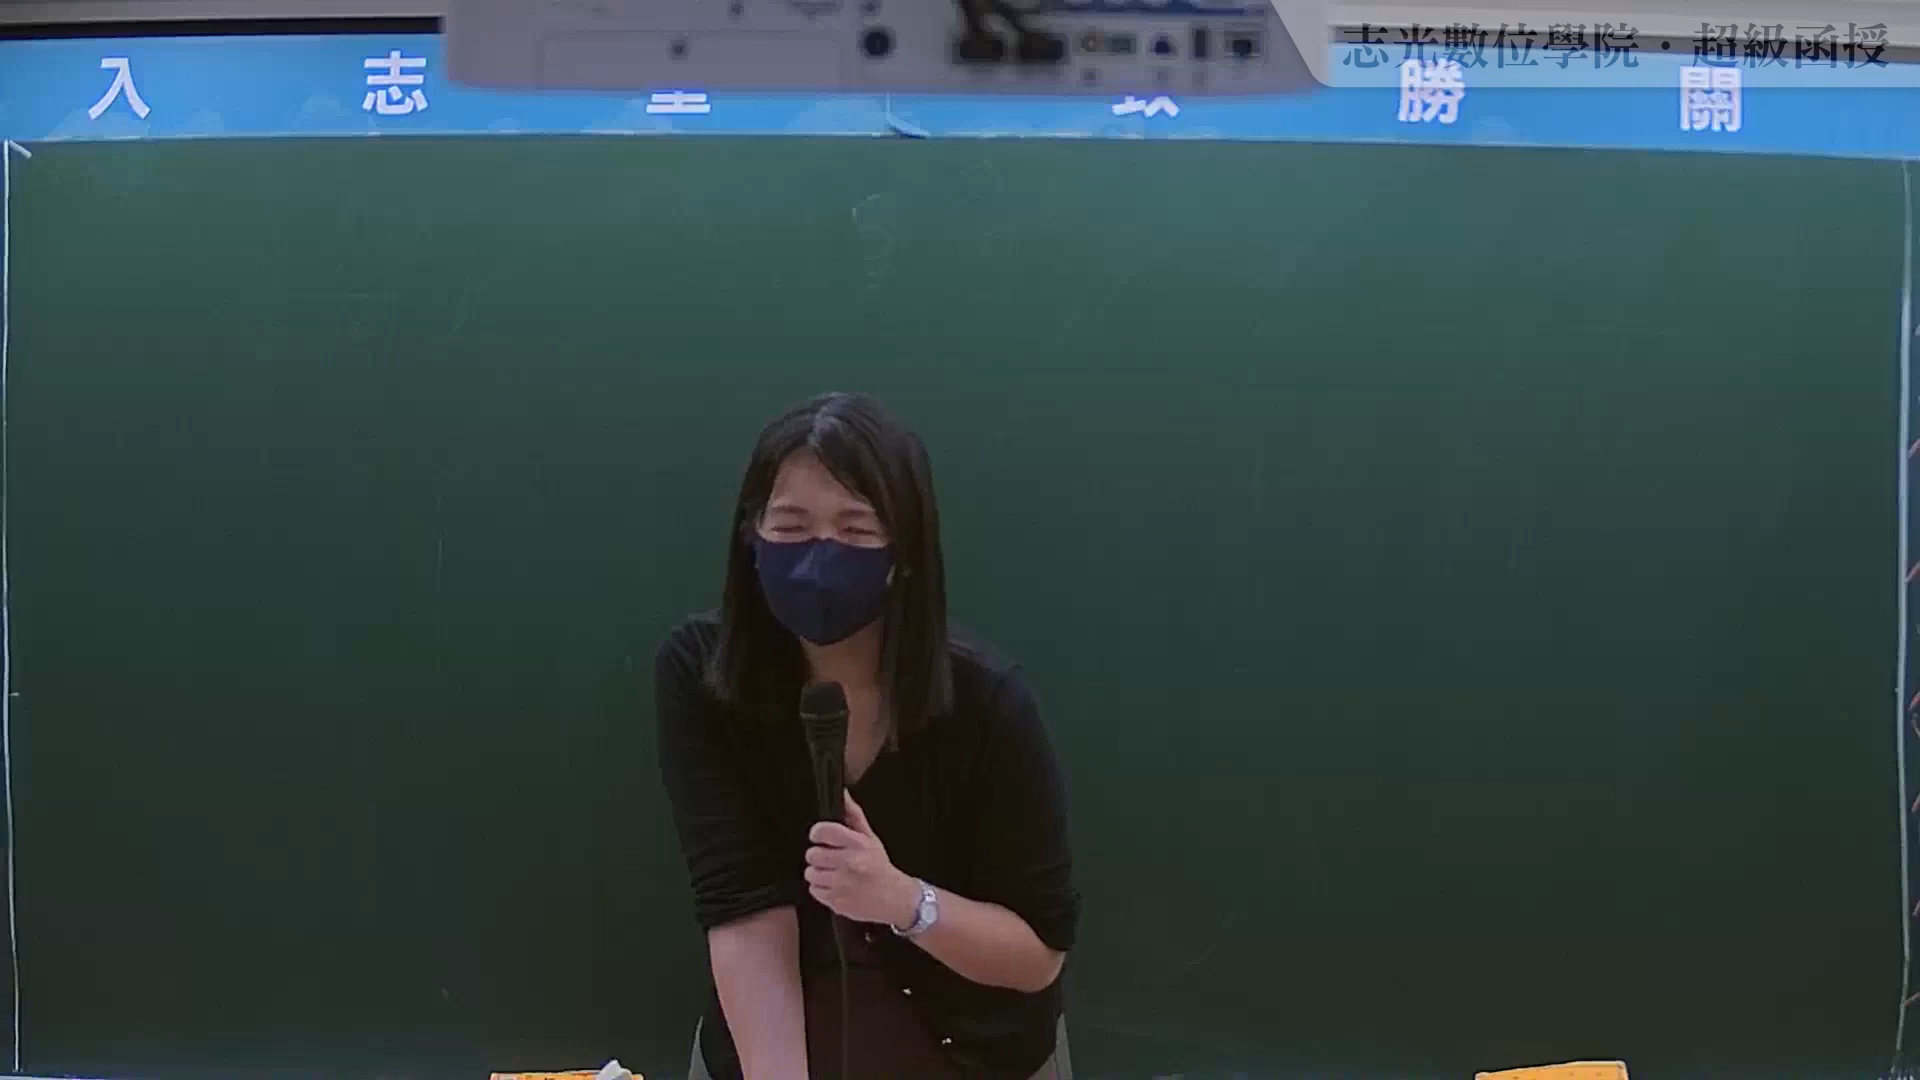 志光數位學院・超級函授
入 志 勝 關